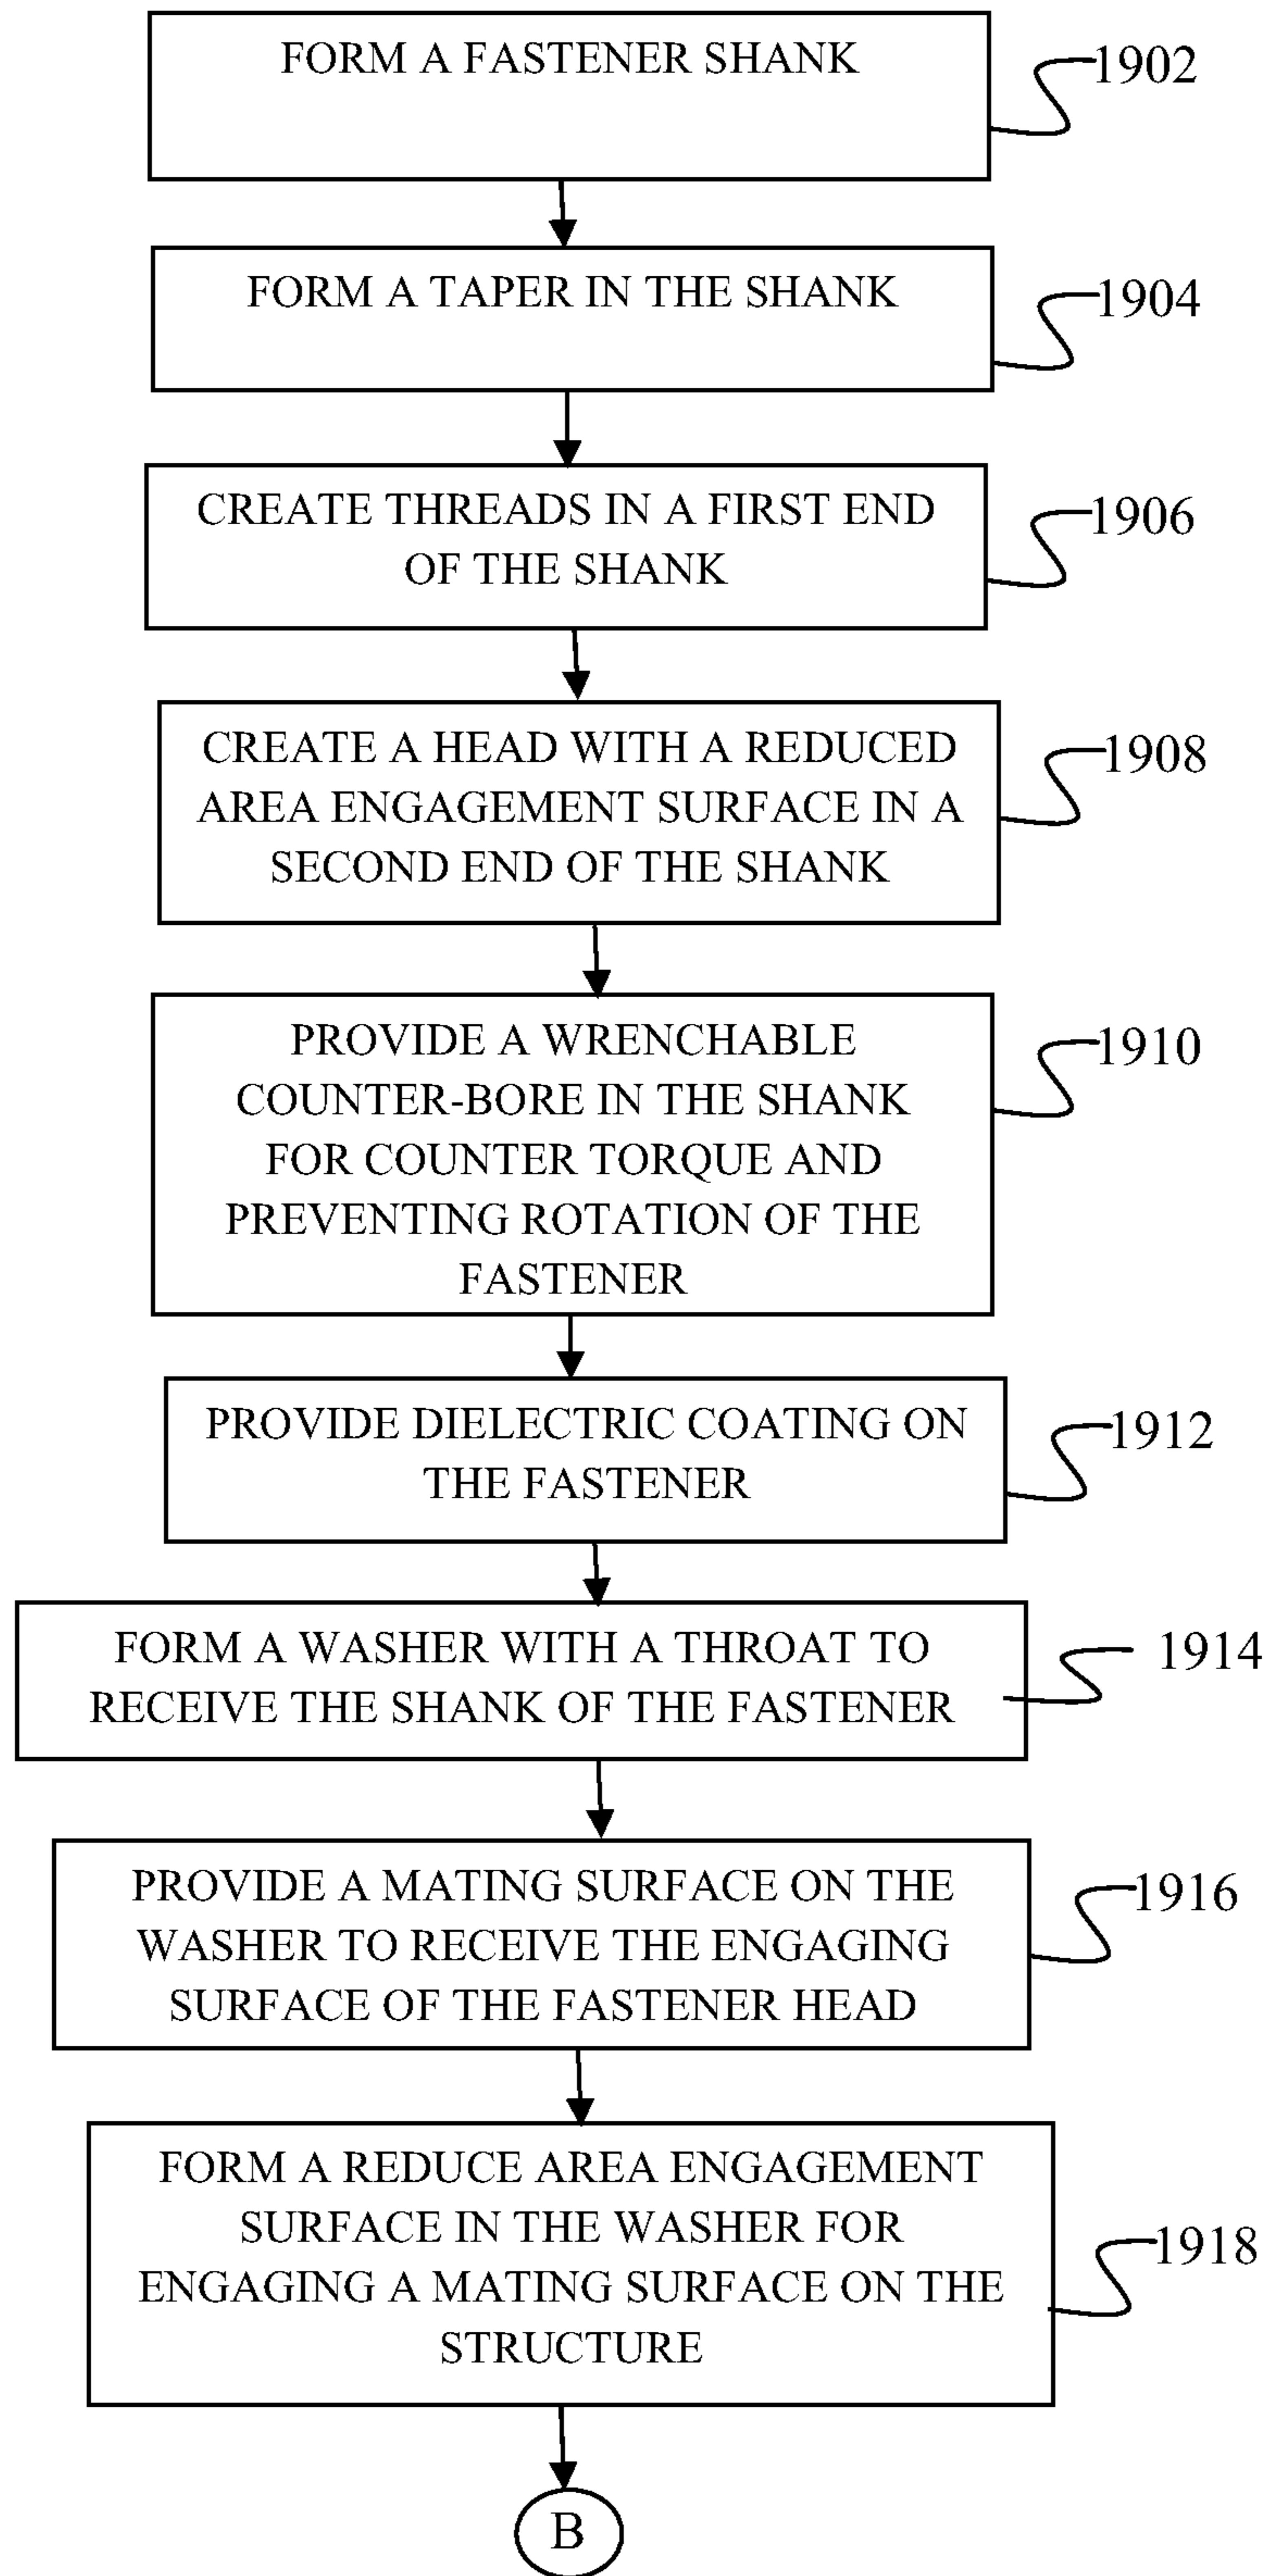 FORM A FASTENER SHANK
1902
FORM A TAPER IN THE SHANK
1904
CREATE THREADS IN A FIRST END
OF THE SHANK
1906
CREATE A HEAD WITH A REDUCED
AREA ENGAGEMENT SURFACE IN A
SECOND END OF THE SHANK
1908
PROVIDE A WRENCHABLE
COUNTER-BORE IN THE SHANK
FOR COUNTER TORQUE AND
PREVENTING ROTATION OF THE
FASTENER
1910
PROVIDE DIELECTRIC COATING ON
THE FASTENER
1912
FORM A WASHER WITH A THROAT TO
RECEIVE THE SHANK OF THE FASTENER
1914
PROVIDE A MATING SURFACE ON THE
WASHER TO RECEIVE THE ENGAGING
SURFACE OF THE FASTENER HEAD
1916
FORM A REDUCE AREA ENGAGEMENT
SURFACE IN THE WASHER FOR
ENGAGING A MATING SURFACE ON THE
STRUCTURE
1918
B